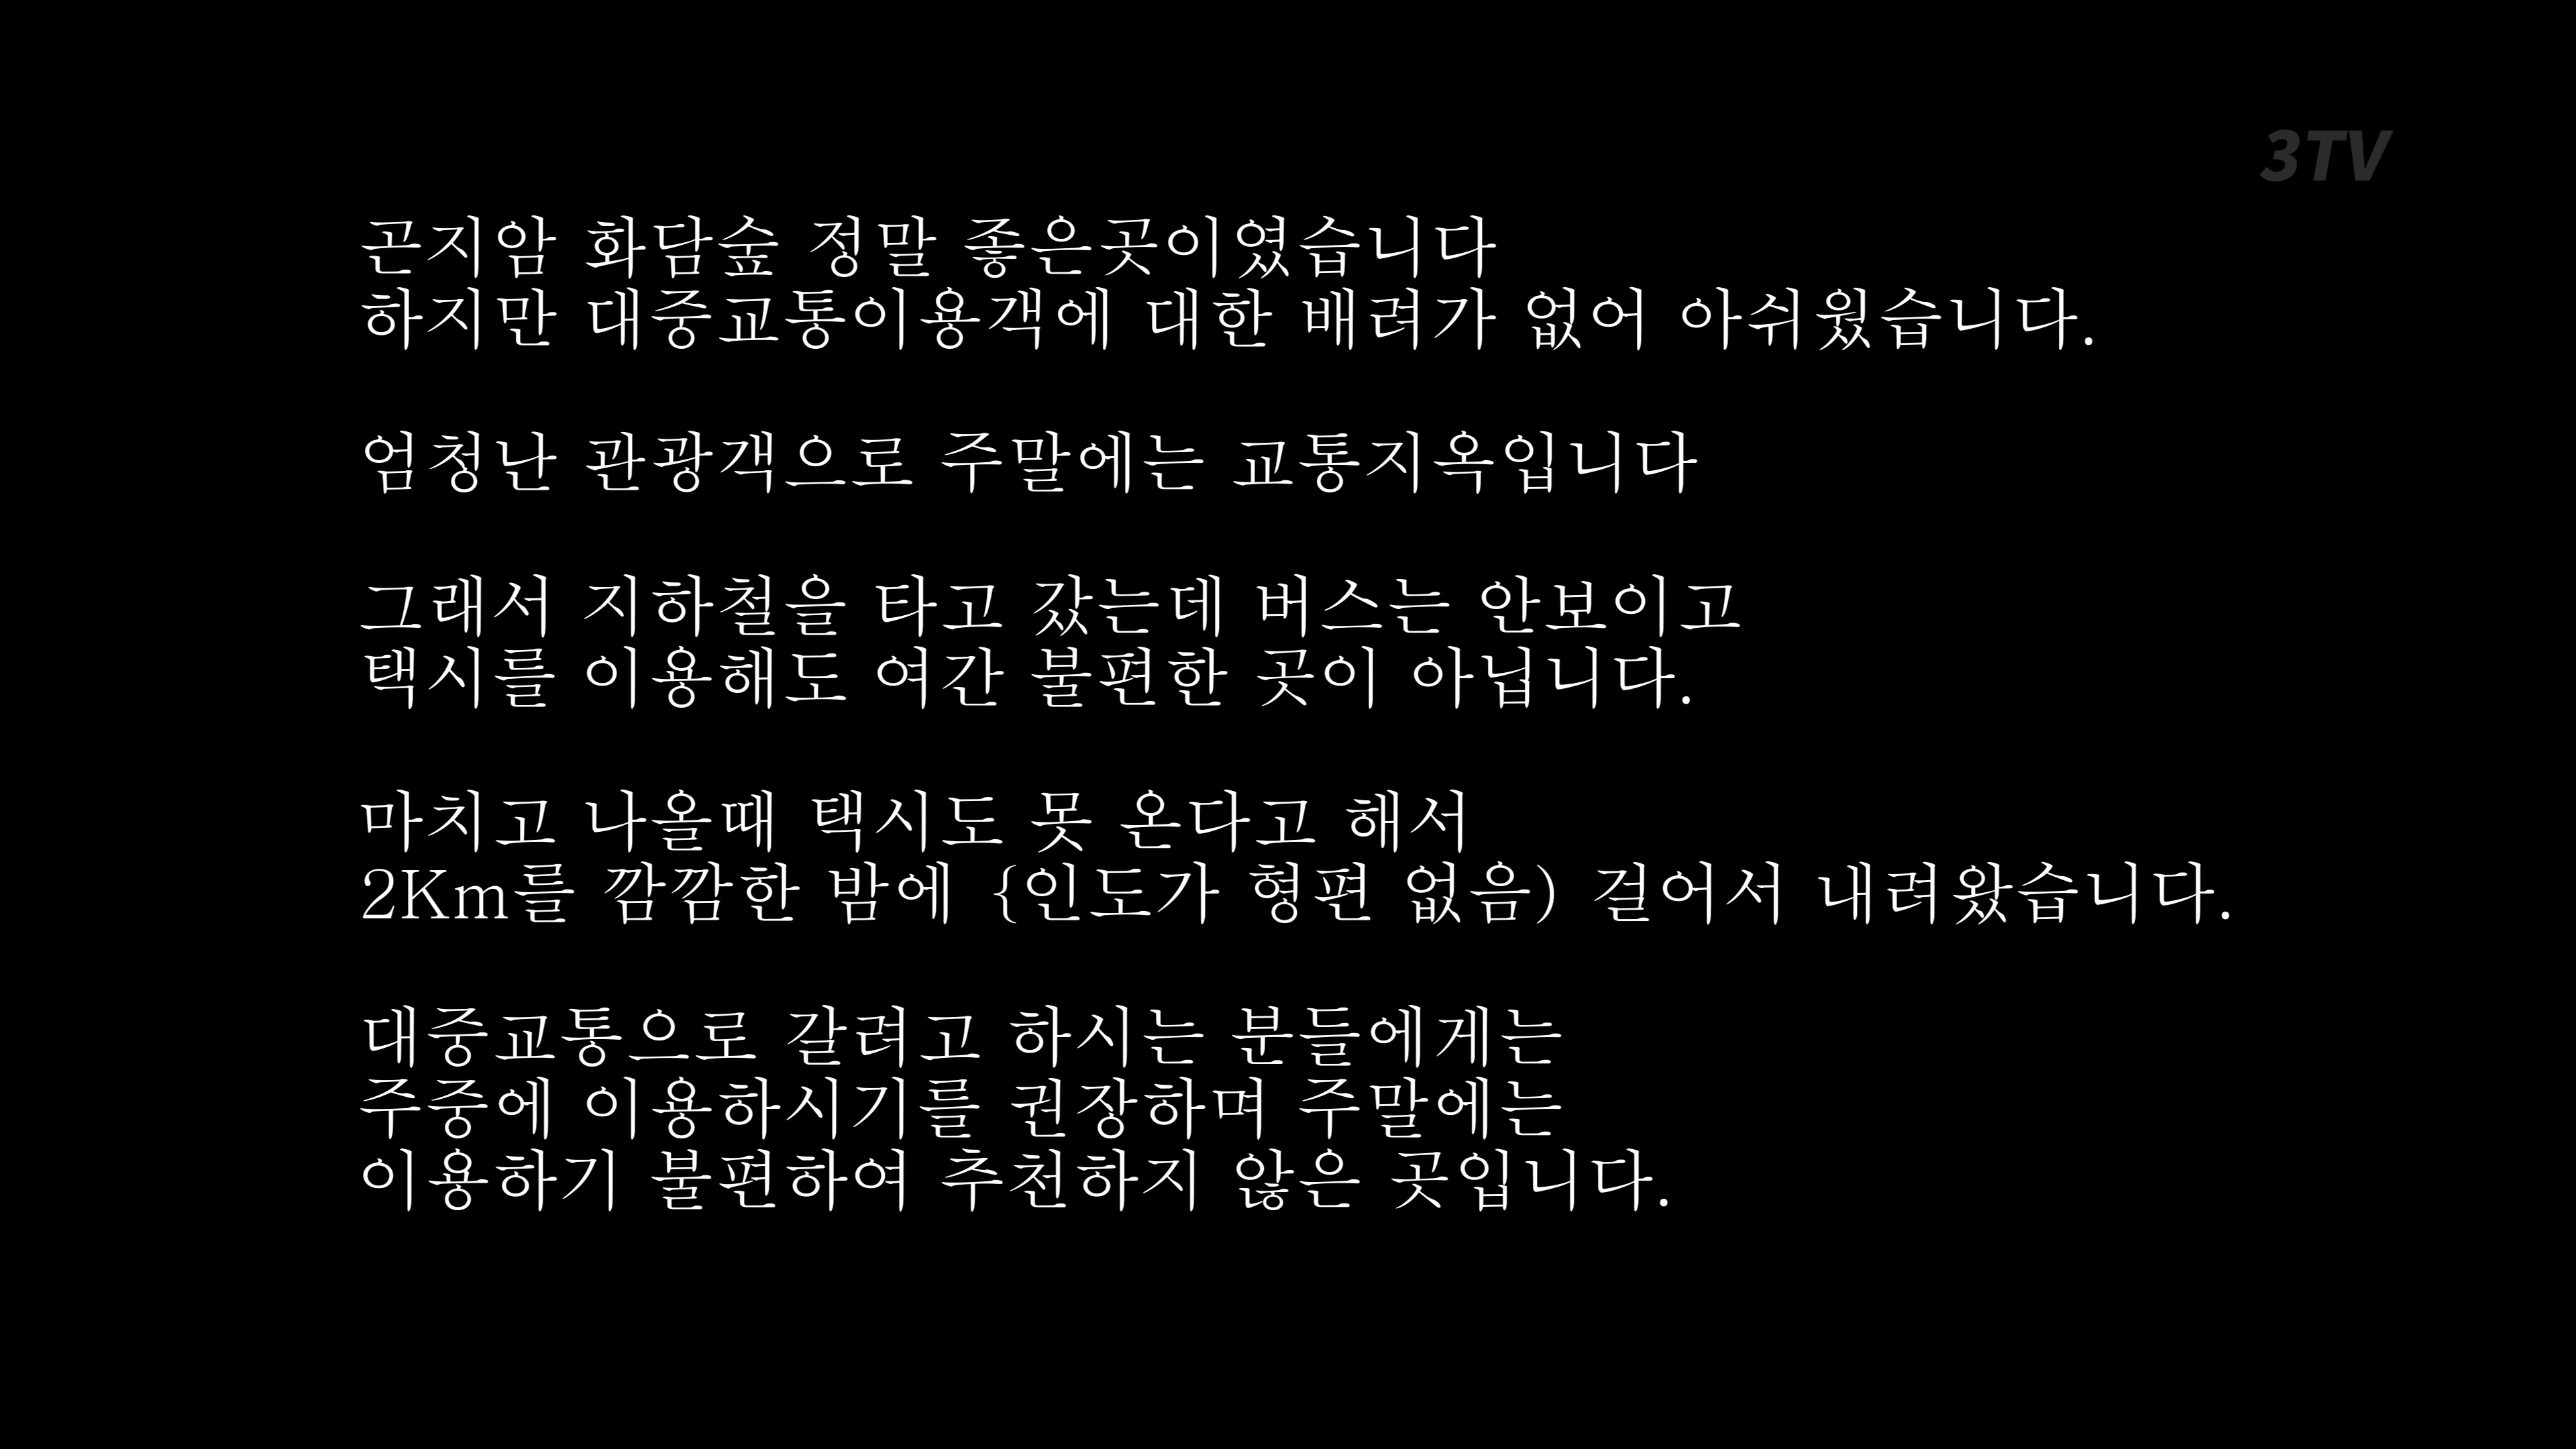 3TV
곤지암 화담숲 정말 좋은곳이였습니다
하지만 대중교통이용객에 대한 배려가 없어 아쉬웠습니다.
엄청난 관광객으로 주말에는 교통지옥입니다
그래서 지하철을 타고 갔는데 버스는 안보이고
택시를 이용해도 여간 불편한 곳이 아닙니다.
마치고 나올때 택시도 못 온다고 해서
2Km를 깜깜한 밤에 {인도가 형편 없음) 걸어서 내려왔습니다.
대중교통으로 갈려고 하시는 분들에게는
주중에 이용하시기를 권장하며 주말에는
이용하기 불편하여 추천하지 않은 곳입니다.